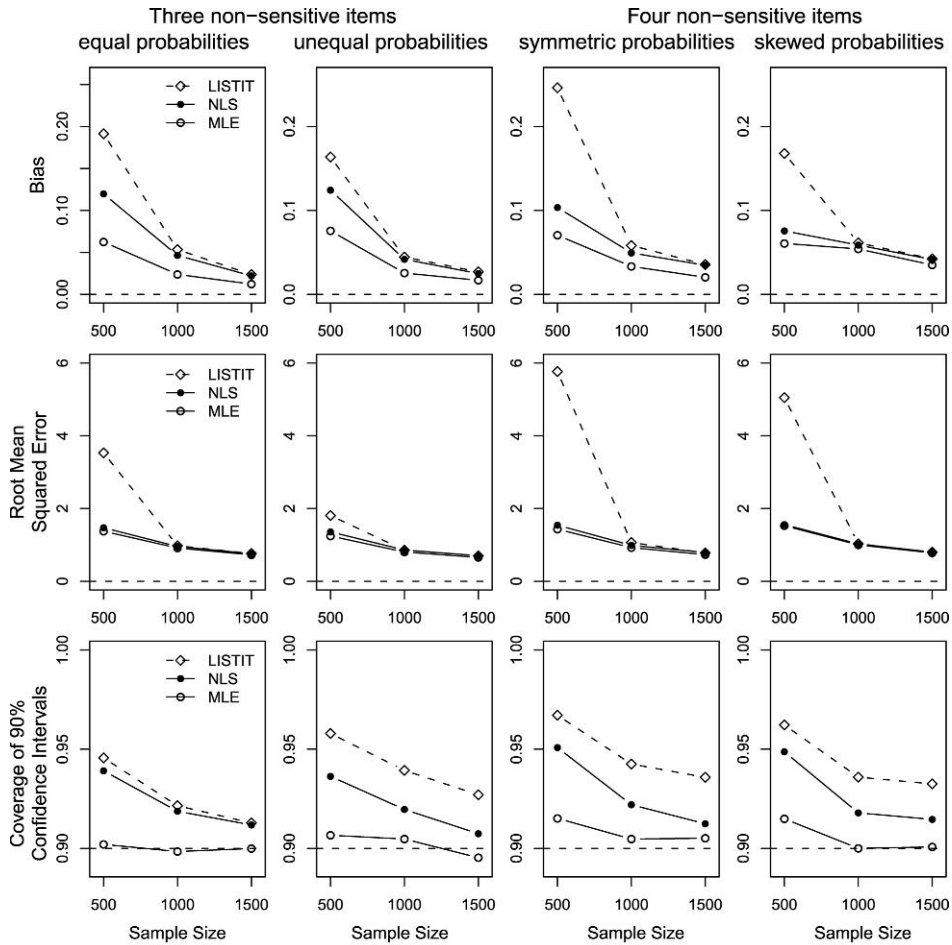 Three non−sensitive items
Four non−sensitive items
equal probabilities
unequal probabilities
symmetric probabilities
skewed probabilities
Bias
0.00
0.10
0.20
LISTIT
NLS
MLE
500 1000 1500
0.0
0.1
0.2
500 1000 1500
0.0
0.1
0.2
500 1000 1500
0.0
0.1
0.2
500 1000 1500
Root Mean
Squared Error
6
4
2
0
LISTIT
NLS
MLE
500 1000 1500
6
4
2
0
500 1000 1500
6
4
2
0
500 1000 1500
6
4
2
0
500 1000 1500
Coverage of 90%
Confidence Intervals
0.90
0.95
1.00
LISTIT
NLS
MLE
500 1000 1500
Sample Size
0.90
0.95
1.00
500 1000 1500
Sample Size
0.90
0.95
1.00
500 1000 1500
Sample Size
0.90
0.95
1.00
500 1000 1500
Sample Size